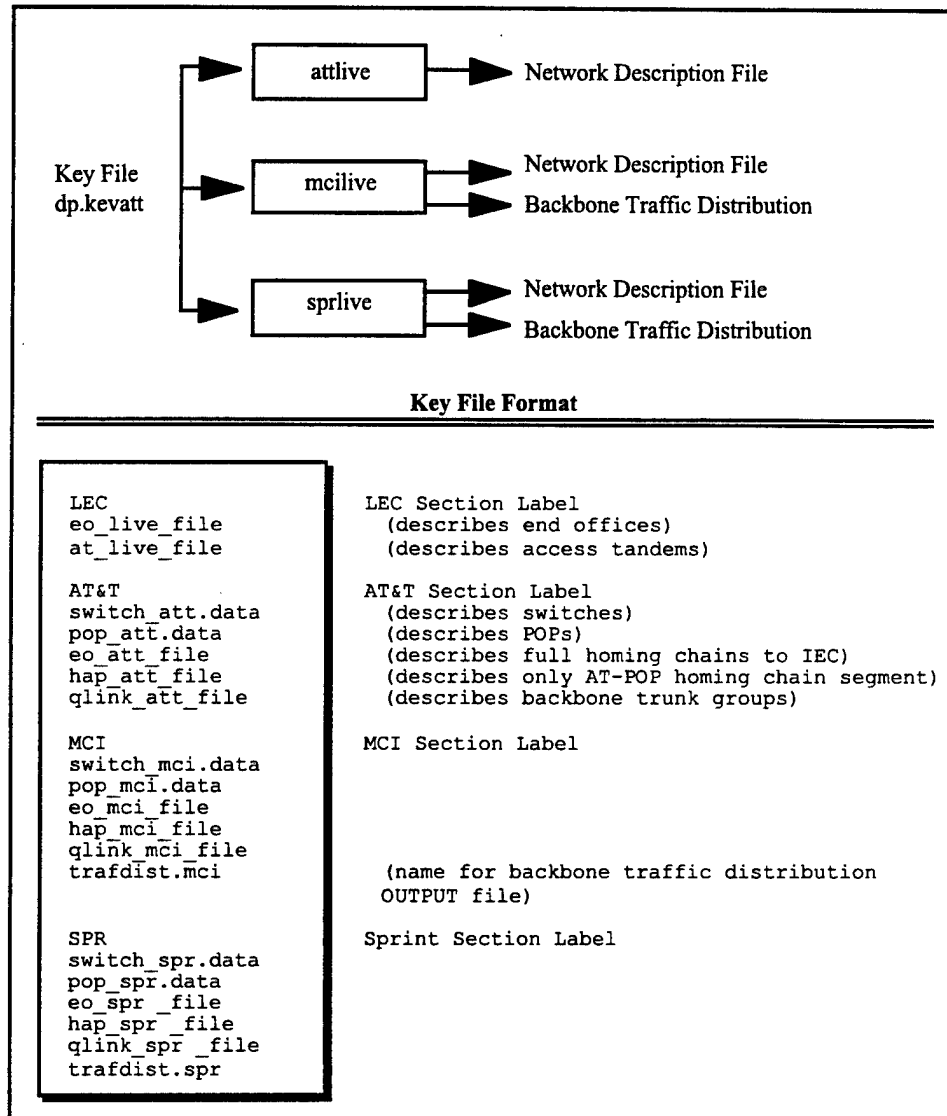 attlive
Network Description File
Key File
dp.kevatt
mcilive
Network Description File
Backbone Traffic Distribution
sprlive
Network Description File
Backbone Traffic Distribution
Key File Format
LEC LEC Section Label
eo_live_file (describes end offices)
at_live_file (describes access tandems)
AT&T AT&T Section Label
switch_att.data (describes switches)
pop_att.data (describes POPs)
eo_att_file (describes full homing chains to IEC)
hap_att_file (describes only AT-POP homing chain segment)
qlink_att_file (describes backbone trunk groups)
MCI MCI Section Label
switch_mci.data
pop_mci.data
eo_mci_file
hap_mci_file
qlink_mci_file
trafdist.mci (name for backbone traffic distribution
OUTPUT file)
SPR Sprint Section Label
switch_spr.data
pop_spr.data
eo_spr _file
hap_spr _file
qlink_spr _file
trafdist.spr